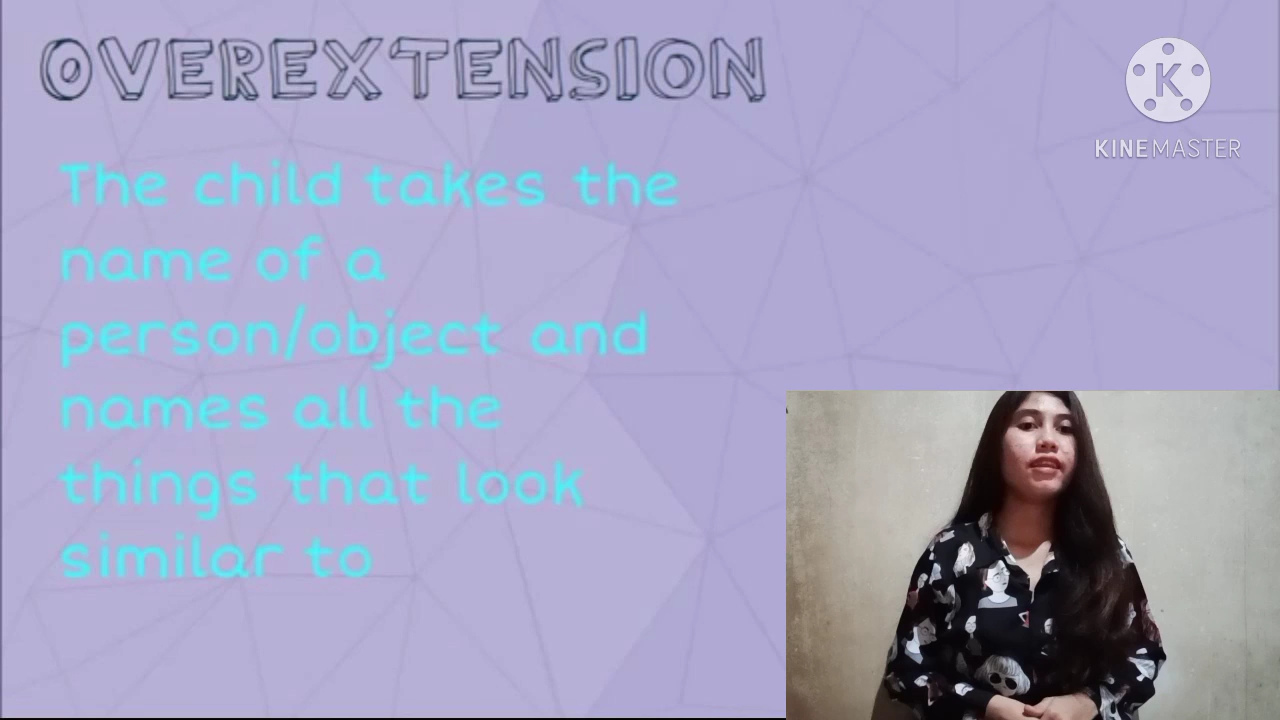 OVEREXTENSION
K
KINEMASTER
The child takes the
name of a
person/object and
names all the
things that look
similar to